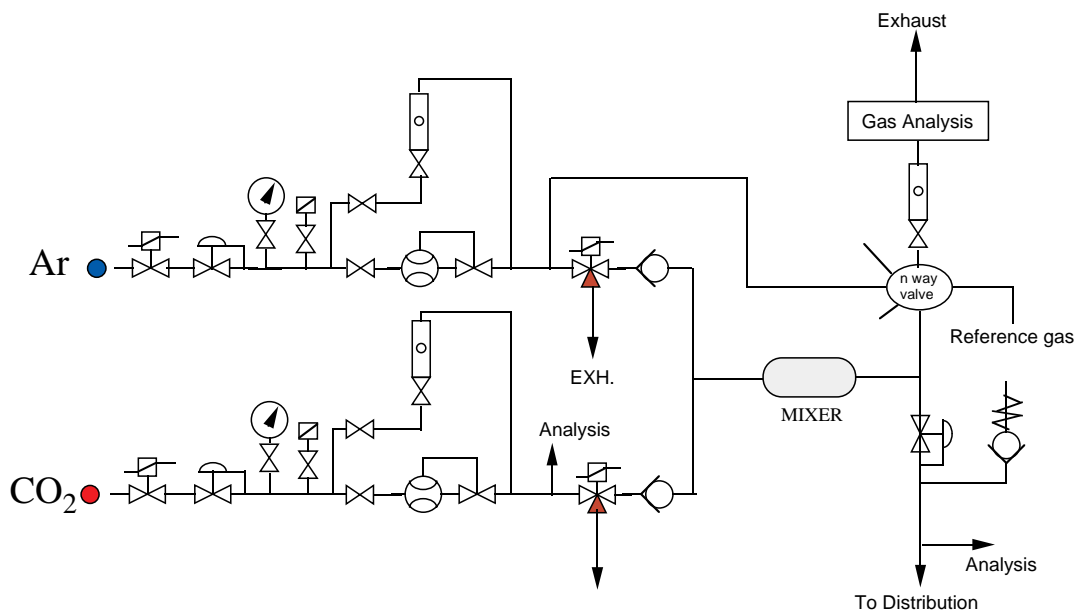 Exhaust
Gas Analysis
Ar
n way
valve
Reference gas
EXH.
MIXER
Analysis
CO₂
Analysis
To Distribution